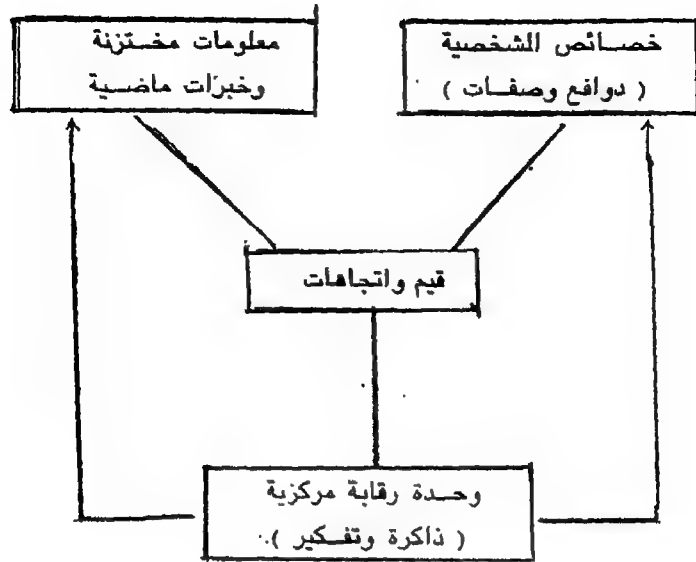 خصائص الشخصية
( دوافع وصفات )
معلومات مختزنة
وخبرات ماضية
قيم واتجاهات
وحدة رقابة مركزية
( ذاكرة وتفكير ).